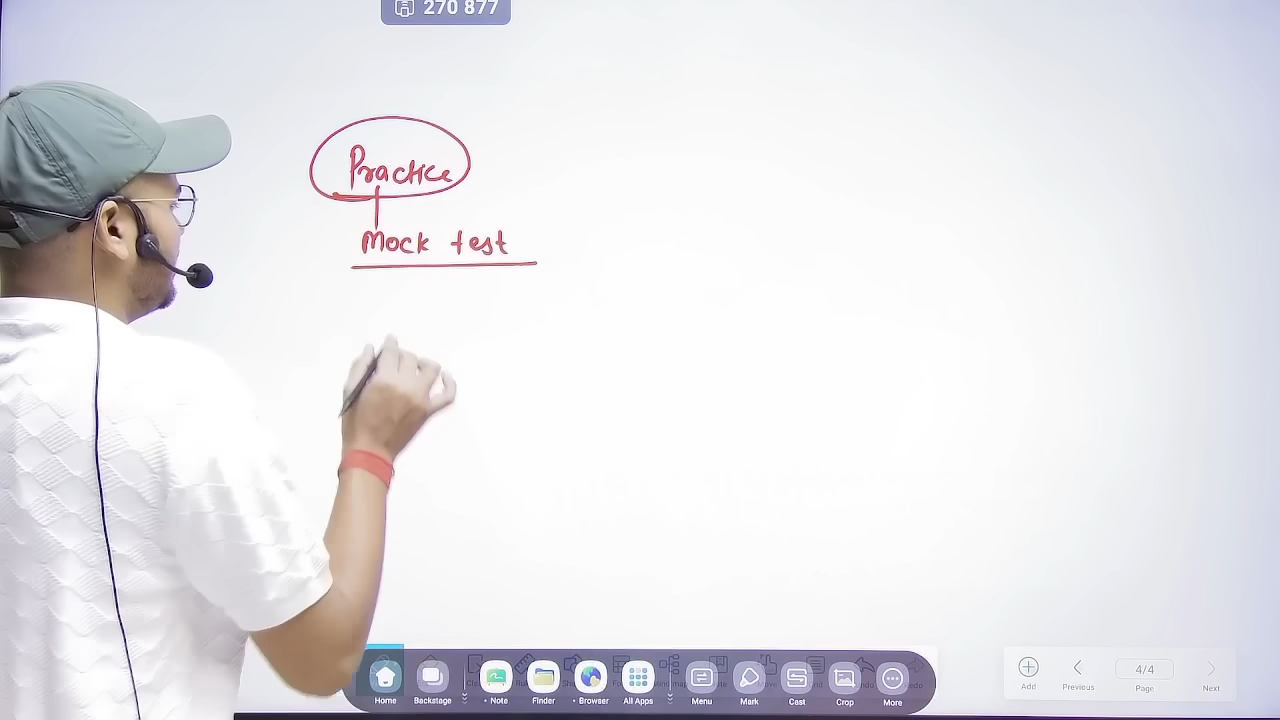 270 877
Practice
Mock test
Home Backstage Note Finder Browser All Apps Menu Mark Cast Crop More
Add Previous 4/4 Page Next